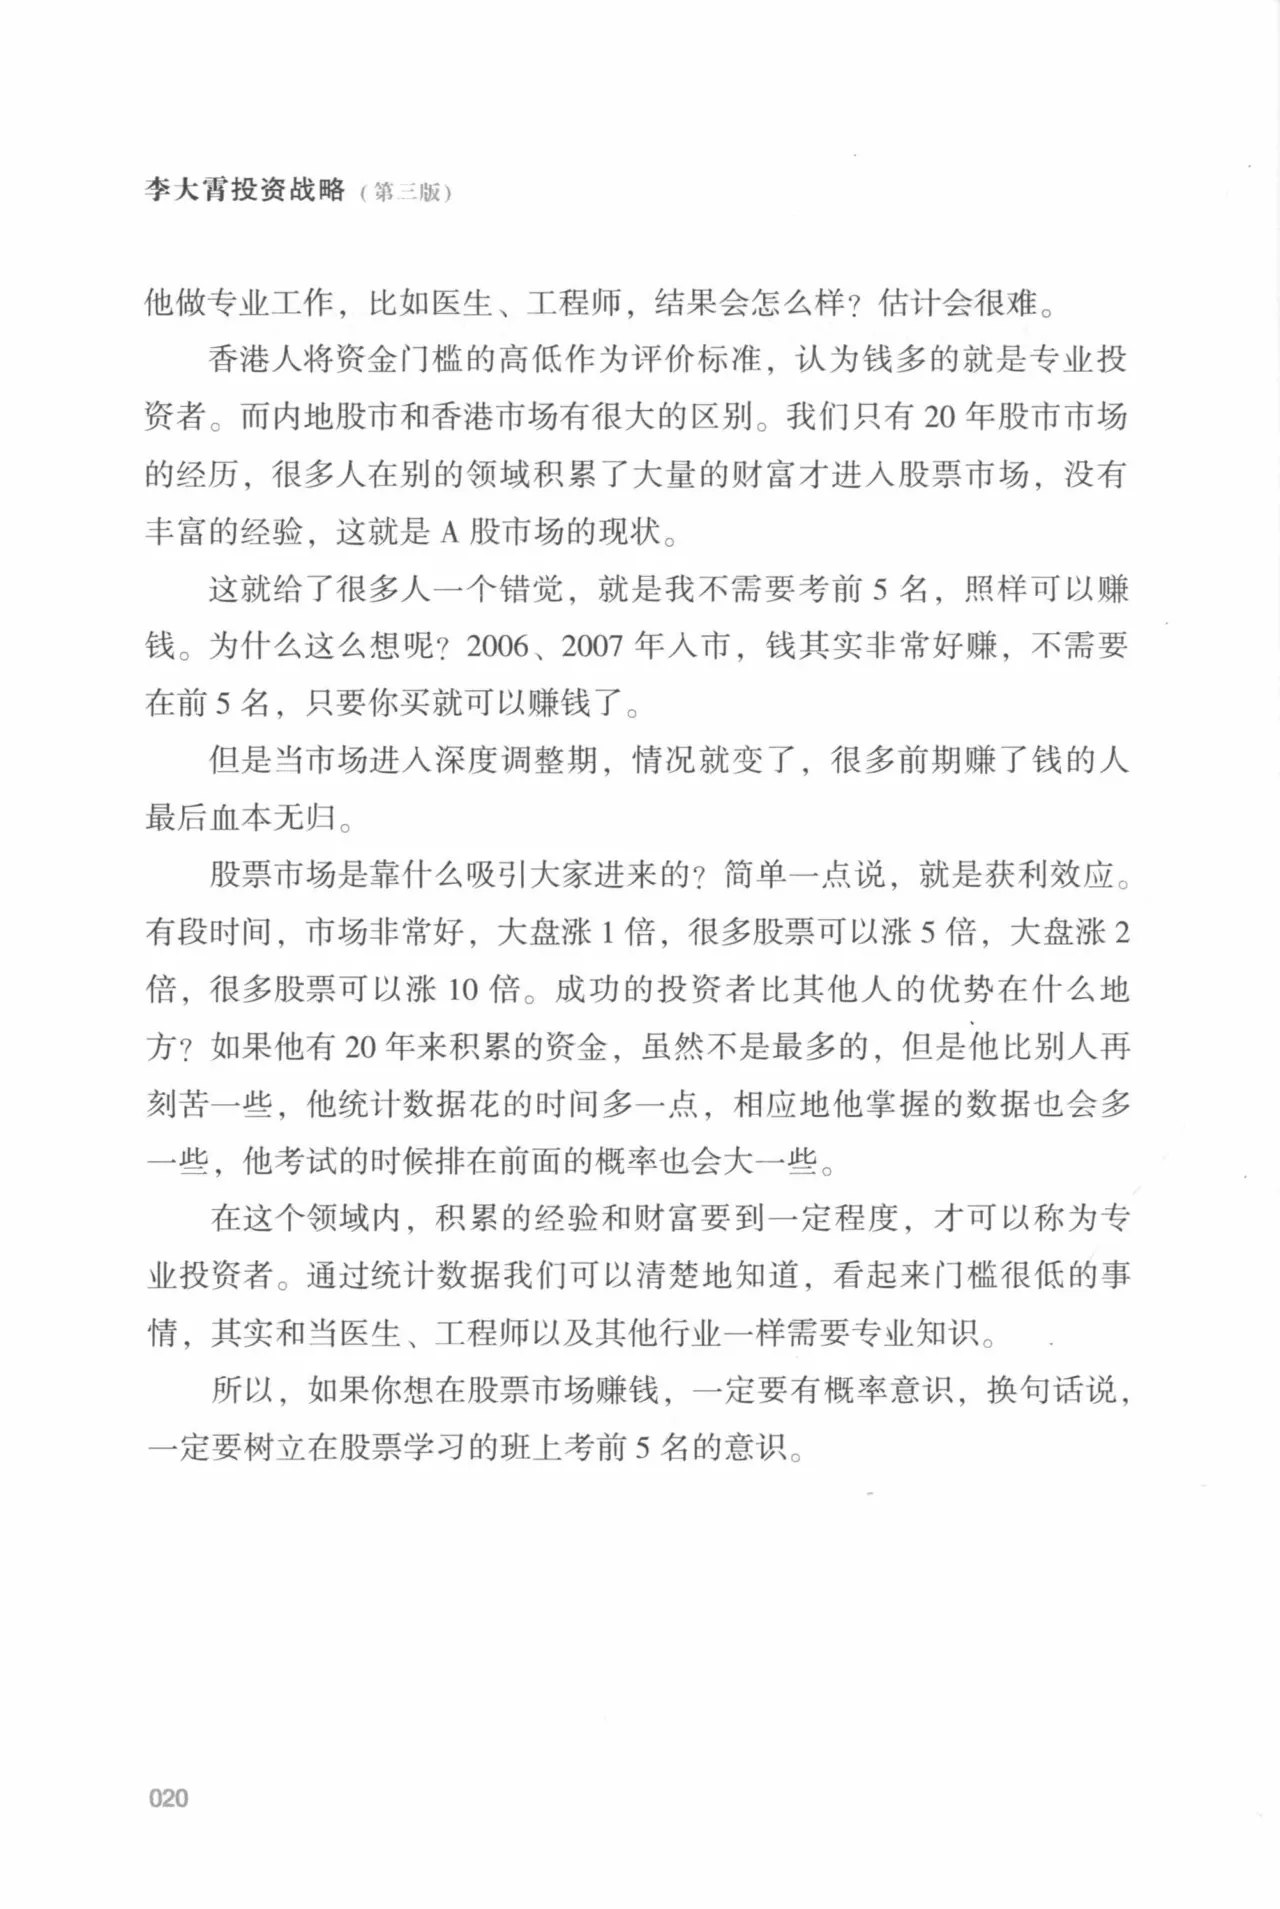 李大霄投资战略（第三版）
他做专业工作，比如医生、工程师，结果会怎么样？估计会很难。
香港人将资金门槛的高低作为评价标准，认为钱多的就是专业投
资者。而内地股市和香港市场有很大的区别。我们只有 20 年股市市场
的经历，很多人在别的领域积累了大量的财富才进入股票市场，没有
丰富的经验，这就是 A 股市场的现状。
这就给了很多人一个错觉，就是我不需要考前 5 名，照样可以赚
钱。为什么这么想呢？2006、2007 年入市，钱其实非常好赚，不需要
在前 5 名，只要你买就可以赚钱了。
但是当市场进入深度调整期，情况就变了，很多前期赚了钱的人
最后血本无归。
股票市场是靠什么吸引大家进来的？简单一点说，就是获利效应。
有段时间，市场非常好，大盘涨 1 倍，很多股票可以涨 5 倍，大盘涨 2
倍，很多股票可以涨 10 倍。成功的投资者比其他人的优势在什么地
方？如果他有 20 年来积累的资金，虽然不是最多的，但是他比别人再
刻苦一些，他统计数据花的时间多一点，相应地他掌握的数据也会多
一些，他考试的时候排在前面的概率也会大一些。
在这个领域内，积累的经验和财富要到一定程度，才可以称为专
业投资者。通过统计数据我们可以清楚地知道，看起来门槛很低的事
情，其实和当医生、工程师以及其他行业一样需要专业知识。
所以，如果你想在股票市场赚钱，一定要有概率意识，换句话说，
一定要树立在股票学习的班上考前 5 名的意识。
020